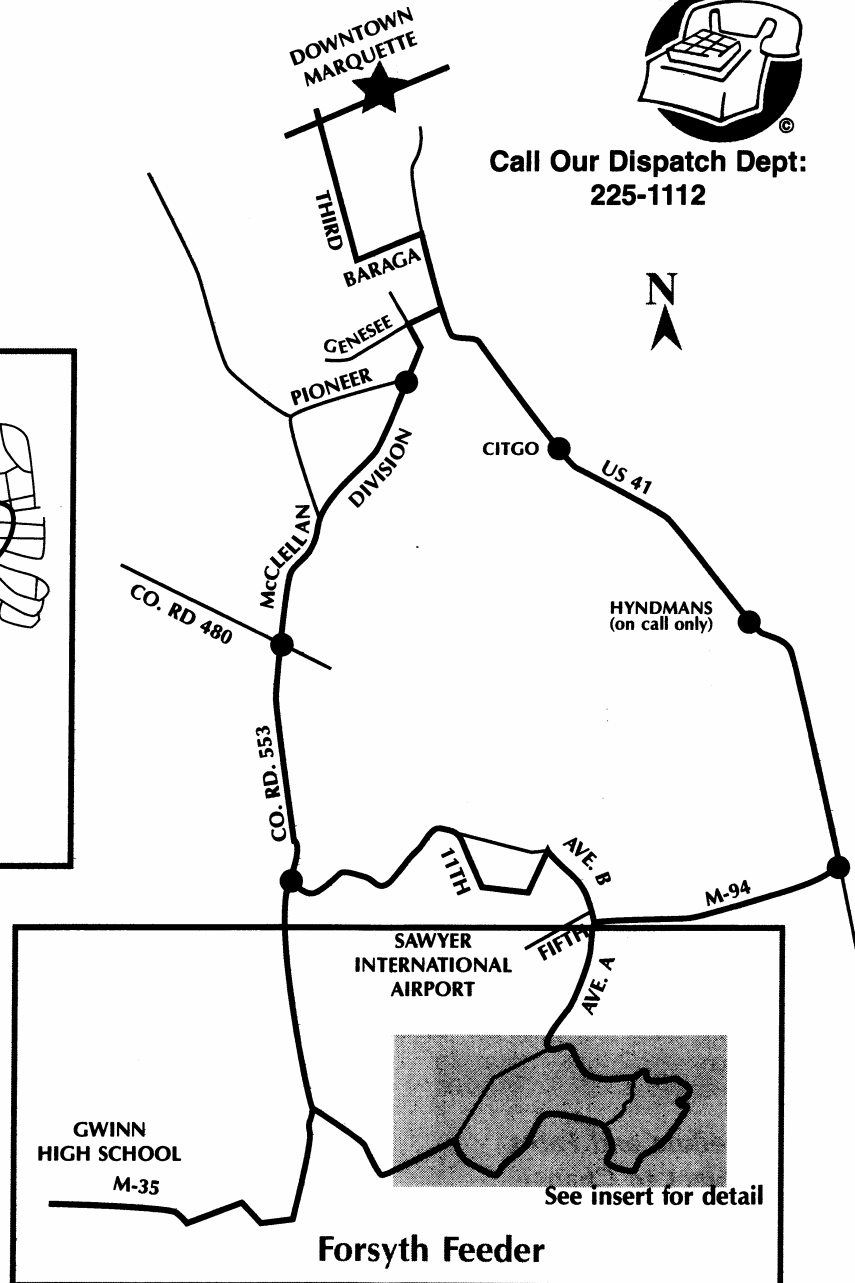 DOWNTOWN
MARQUETTE
©
Call Our Dispatch Dept:
225-1112
THIRD
BARAGA
N
GENESEE
PIONEER
CITGO
US 41
DIVISION
McCLELLAN
CO. RD 480
HYNDMANS
(on call only)
CO. RD. 553
11TH
AVE. B
M-94
FIFTH
SAWYER
INTERNATIONAL
AIRPORT
AVE. A
GWINN
HIGH SCHOOL
M-35
See insert for detail
Forsyth Feeder